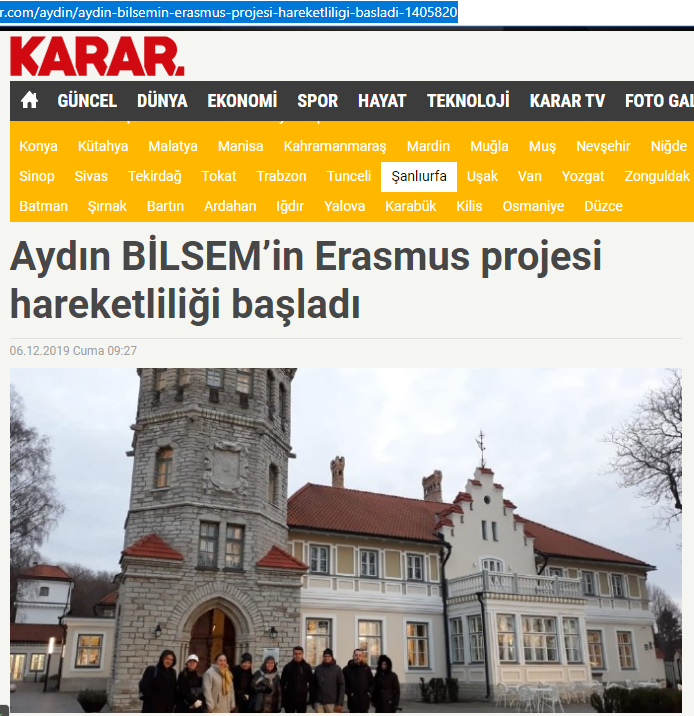 r.com/aydin/aydin-bilsemin-erasmus-projesi-hareketliligi-basladi-1405820
KARAR.
GÜNCEL DÜNYA EKONOMİ SPOR HAYAT TEKNOLOJİ KARAR TV FOTO GAL
Konya Kütahya Malatya Manisa Kahramanmaraş Mardin Muğla Muş Nevşehir Niğde
Sinop Sivas Tekirdağ Tokat Trabzon Tunceli Şanlıurfa Uşak Van Yozgat Zonguldak
Batman Şırnak Bartın Ardahan Iğdır Yalova Karabük Kilis Osmaniye Düzce
Aydın BİLSEM’in Erasmus projesi
hareketliliği başladı
06.12.2019 Cuma 09:27